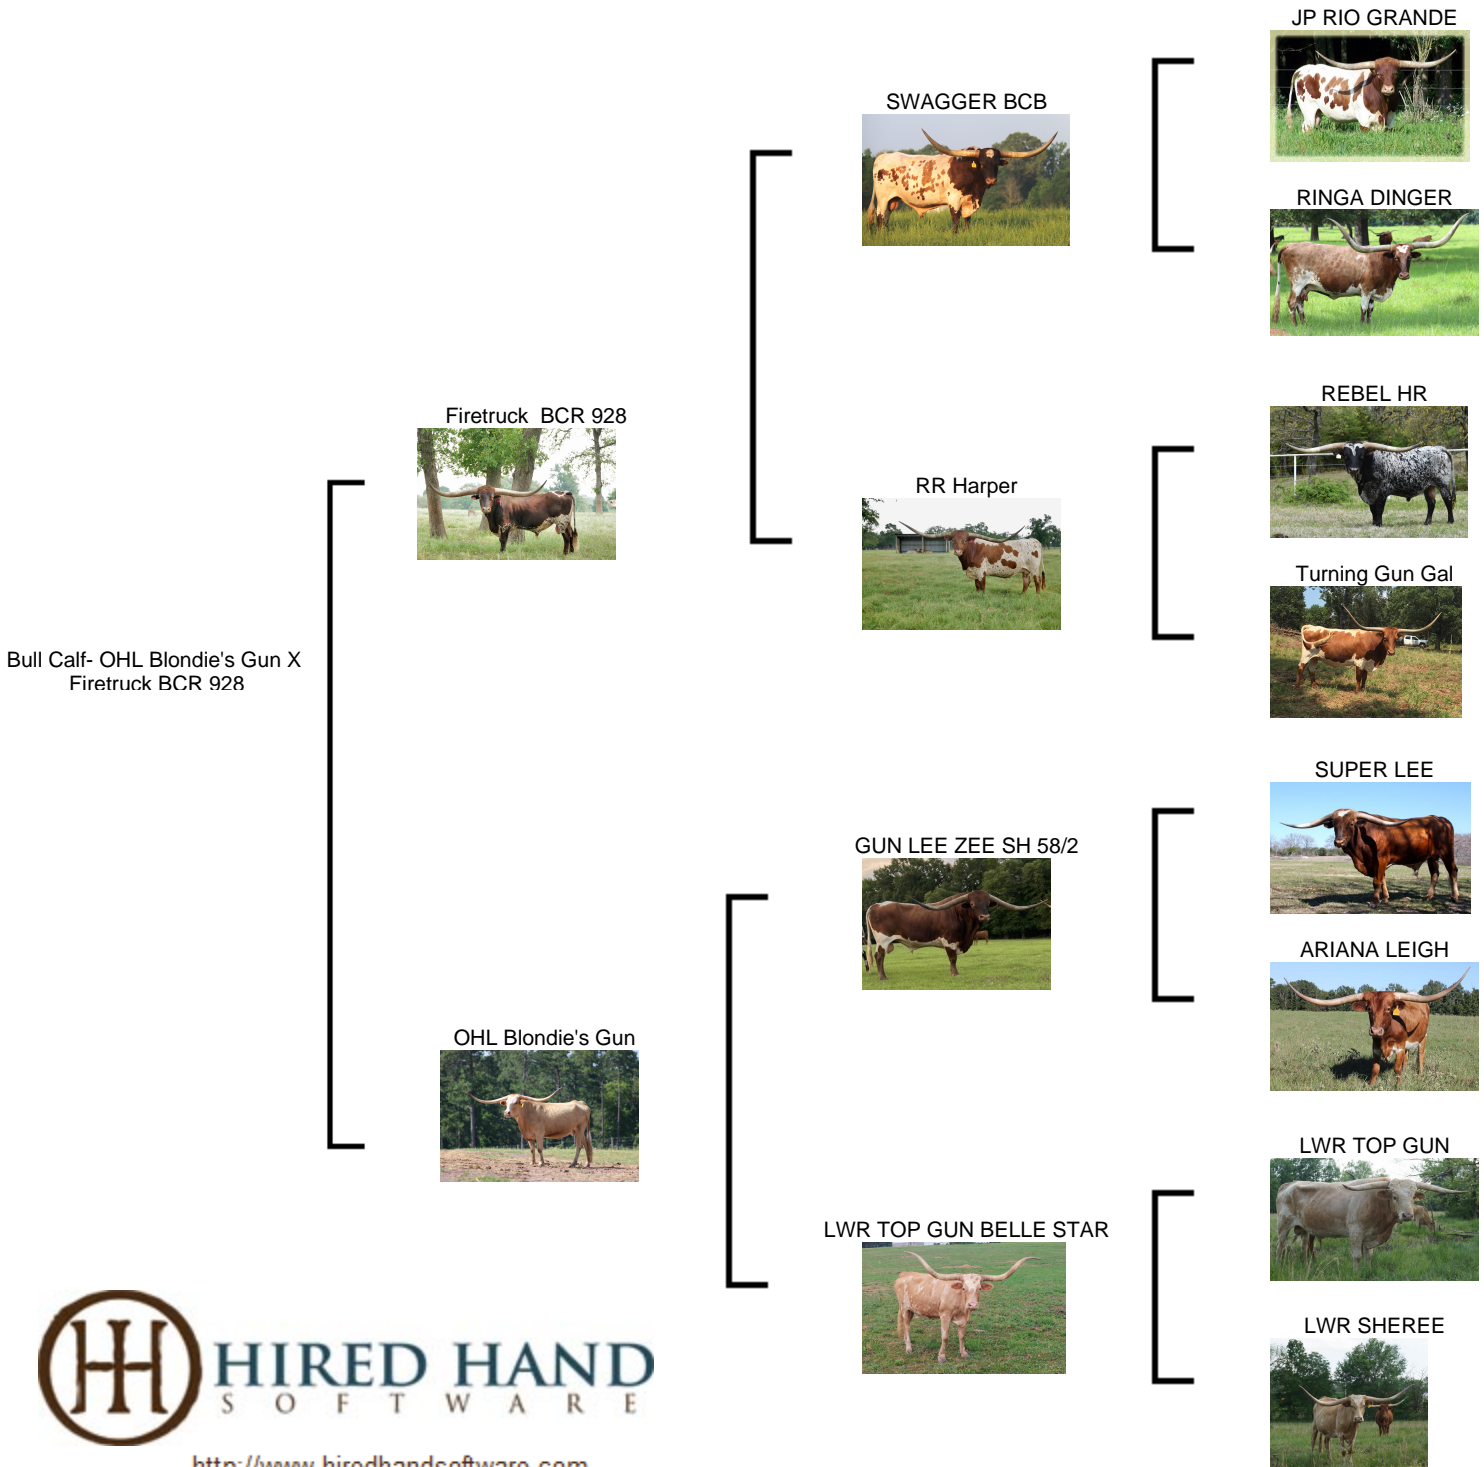 JP RIO GRANDE
SWAGGER BCB
RINGA DINGER
REBEL HR
Firetruck BCR 928
RR Harper
Turning Gun Gal
Bull Calf- OHL Blondie's Gun X
Firetruck BCR 928
SUPER LEE
GUN LEE ZEE SH 58/2
ARIANA LEIGH
OHL Blondie's Gun
LWR TOP GUN
LWR TOP GUN BELLE STAR
LWR SHEREE
HIRED HAND
SOFTWARE
http://www.hiredhandsoftware.com